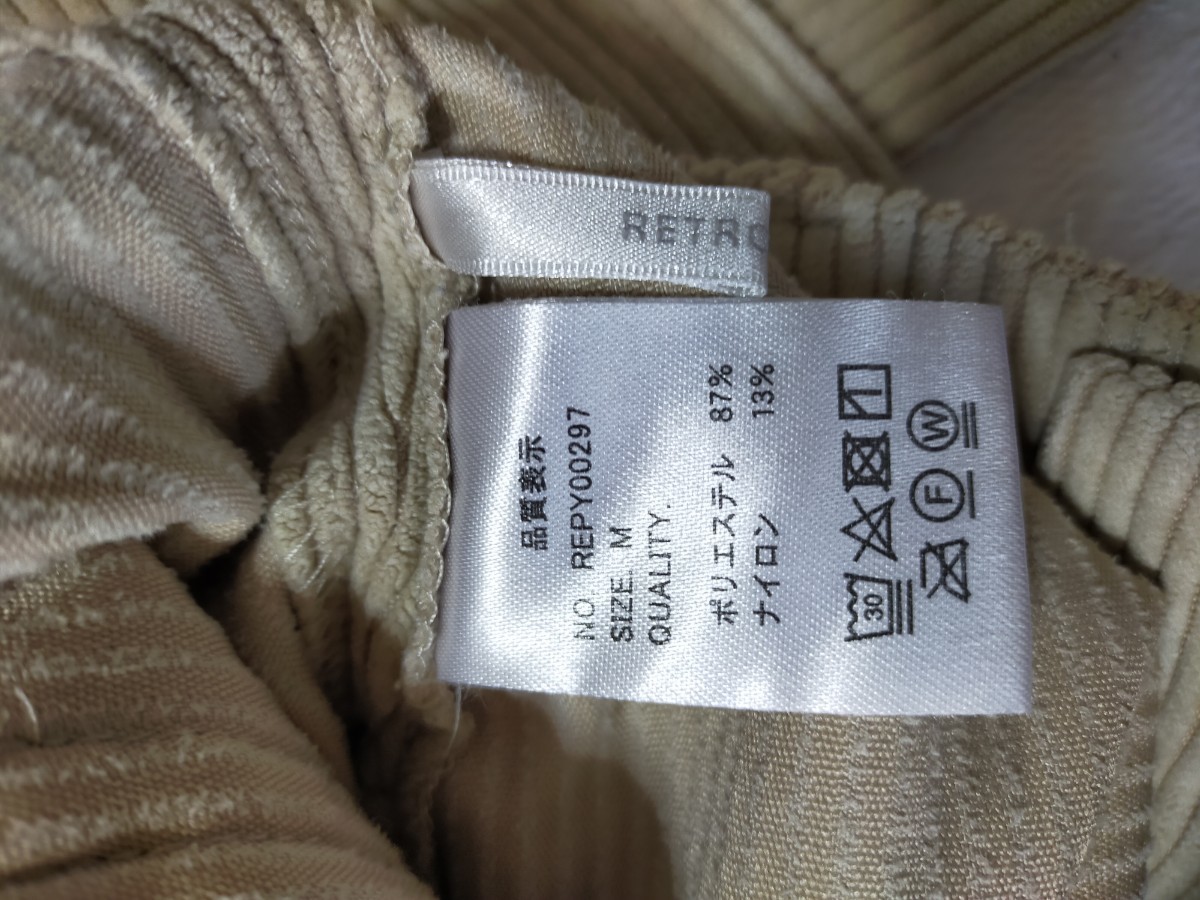 RETRO
品質表示
NO. REPY00297
SIZE. M
QUALITY.
ポリエステル 87%
ナイロン 13%
30
W
F